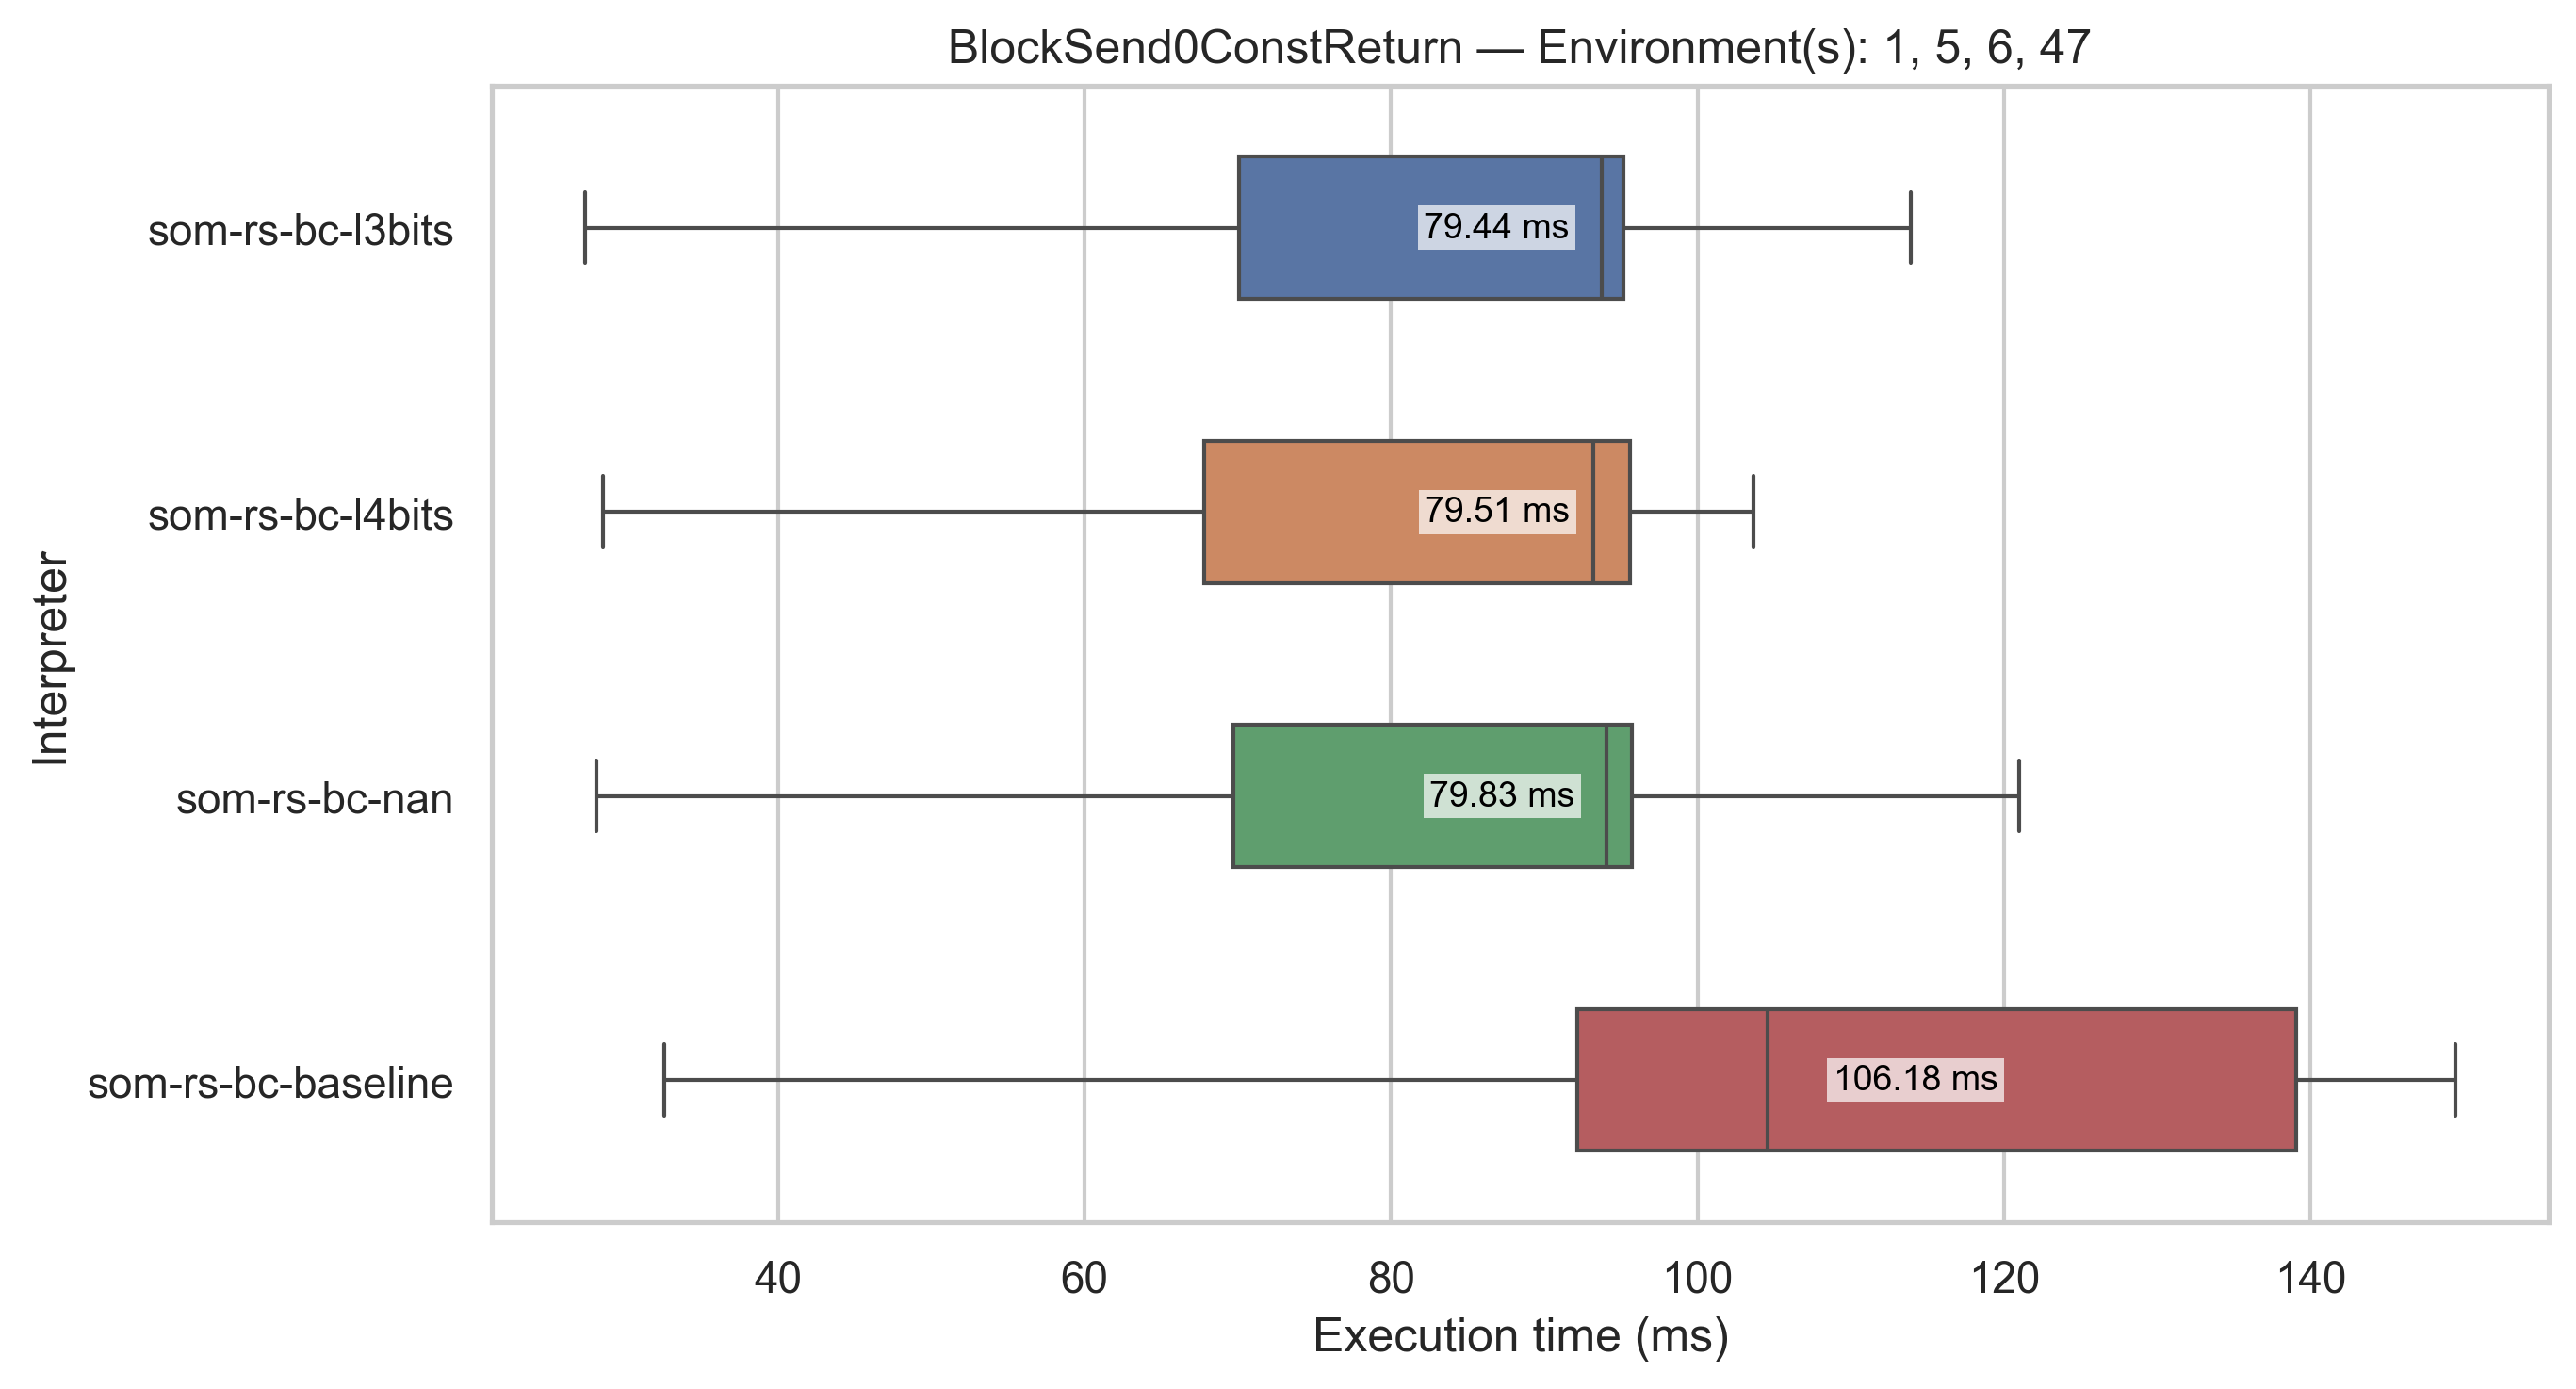 BlockSend0ConstReturn — Environment(s): 1, 5, 6, 47
Interpreter
som-rs-bc-l3bits
79.44 ms
som-rs-bc-l4bits
79.51 ms
som-rs-bc-nan
79.83 ms
som-rs-bc-baseline
106.18 ms
40 60 80 100 120 140
Execution time (ms)